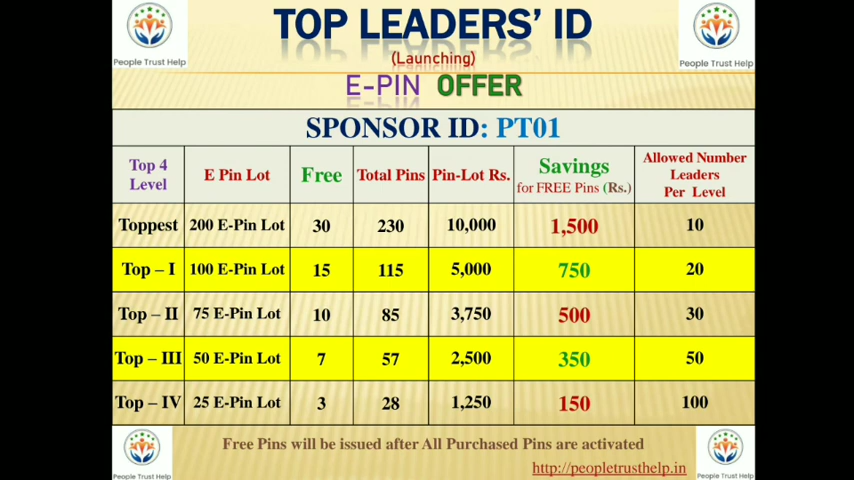 TOP LEADERS’ ID
People Trust Help
(Launching)
People Trust Help
E-PIN OFFER
SPONSOR ID: PT01
Top 4 Level E Pin Lot Free Total Pins Pin-Lot Rs. Savings for FREE Pins (Rs.) Allowed Number Leaders Per Level
Toppest 200 E-Pin Lot 30 230 10,000 1,500 10
Top – I 100 E-Pin Lot 15 115 5,000 750 20
Top – II 75 E-Pin Lot 10 85 3,750 500 30
Top – III 50 E-Pin Lot 7 57 2,500 350 50
Top – IV 25 E-Pin Lot 3 28 1,250 150 100
Free Pins will be issued after All Purchased Pins are activated
http://peopletrusthelp.in
People Trust Help
People Trust Help